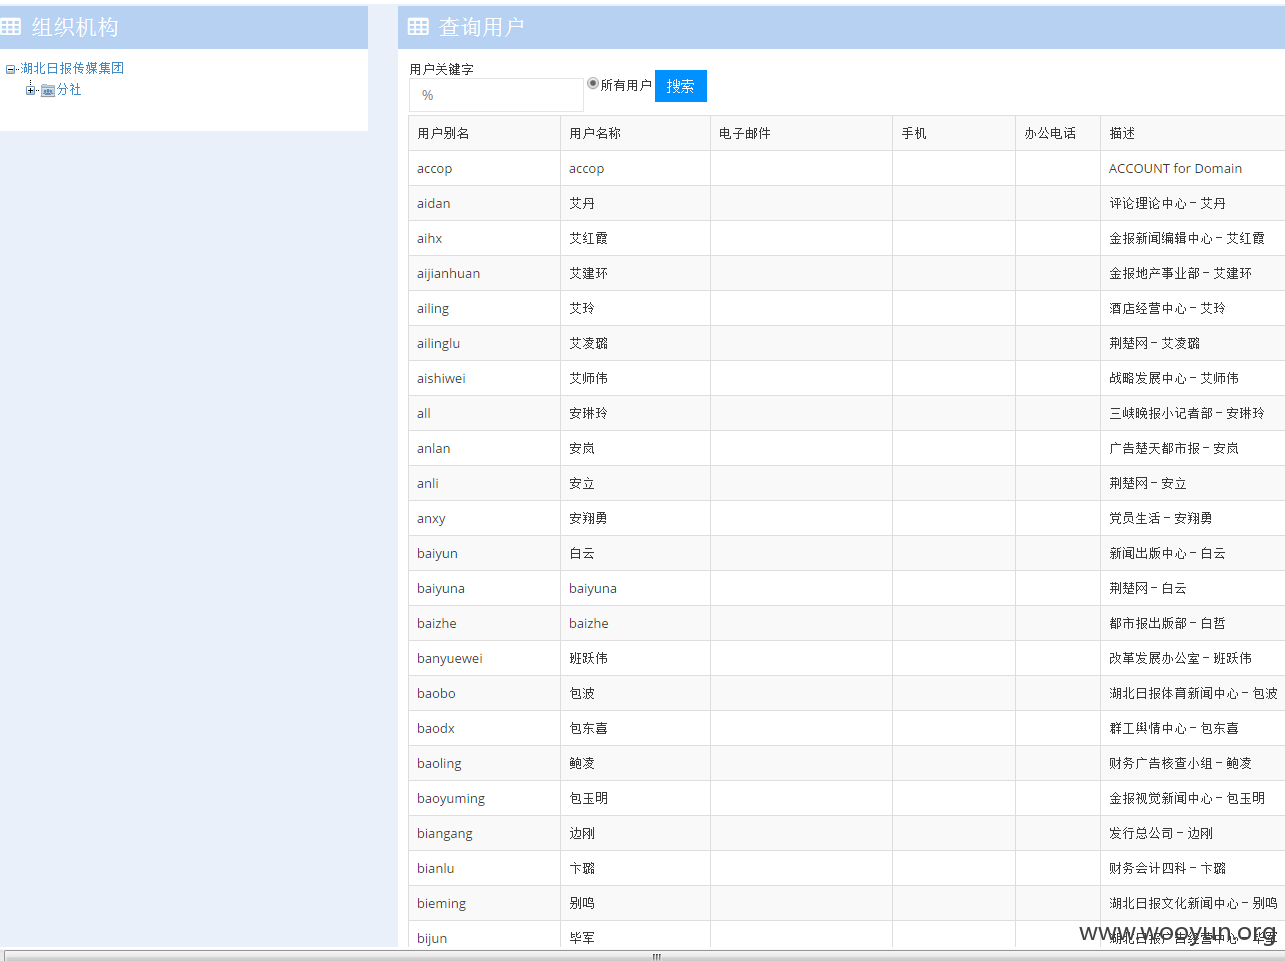 组织机构
湖北日报传媒集团
分社
查询用户
用户关键字
%
所有用户 搜索
用户别名 用户名称 电子邮件 手机 办公电话 描述
accop accop ACCOUNT for Domain
aidan 艾丹 评论理论中心 - 艾丹
aihx 艾红霞 金报新闻编辑中心 - 艾红霞
aijianhuan 艾建环 金报地产事业部 - 艾建环
ailing 艾玲 酒店经营中心 - 艾玲
ailinglu 艾凌璐 荆楚网 - 艾凌璐
aishiwei 艾师伟 战略发展中心 - 艾师伟
all 安琳玲 三峡晚报小记者部 - 安琳玲
anlan 安岚 广告楚天都市报 - 安岚
anli 安立 荆楚网 - 安立
anxy 安翔勇 党员生活 - 安翔勇
baiyun 白云 新闻出版中心 - 白云
baiyuna baiyuna 荆楚网 - 白云
baizhe baizhe 都市报出版部 - 白哲
banyuewei 班跃伟 改革发展办公室 - 班跃伟
baobo 包波 湖北日报体育新闻中心 - 包波
baodx 包东喜 群工舆情中心 - 包东喜
baoling 鲍凌 财务广告核查小组 - 鲍凌
baoyuming 包玉明 金报视觉新闻中心 - 包玉明
biangang 边刚 发行总公司 - 边刚
bianlu 卞璐 财务会计四科 - 卞璐
bieming 别鸣 湖北日报文化新闻中心 - 别鸣
bijun 毕军 湖北日报广告经营中心 - 毕军
www.wooyun.org